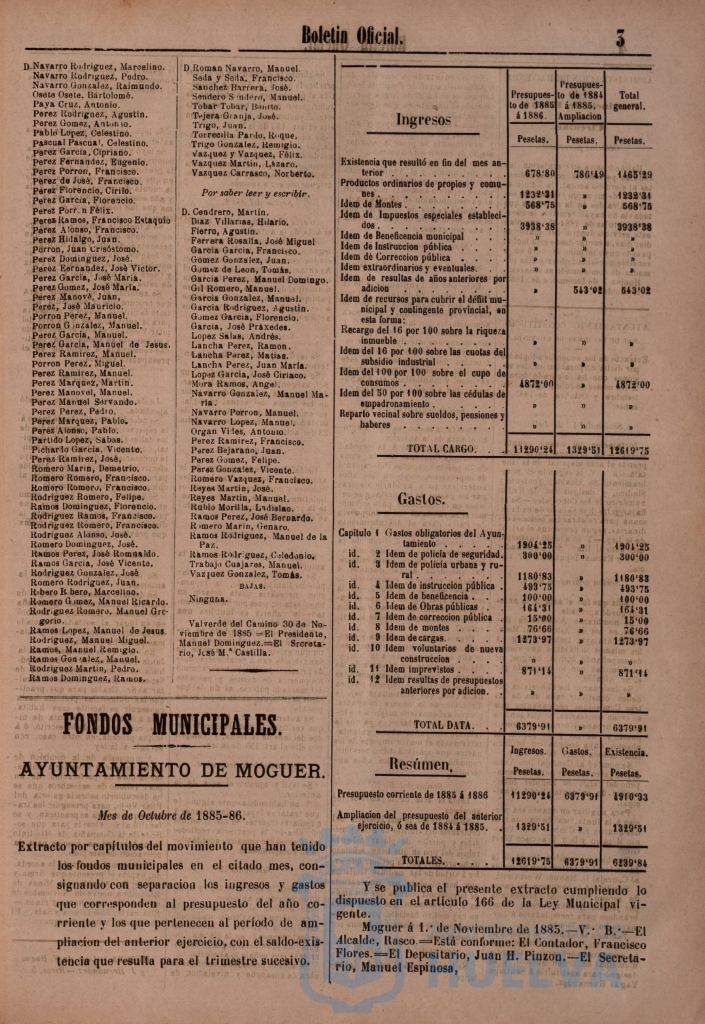 Boletin Oficial.
3
D. Navarro Rodriguez, Marcelino.
Navarro Rodriguez, Pedro.
Navarro Gonzalez, Raimundo.
Osete Osete, Bartolomé.
Paya Cruz, Antonio.
Perez Rodriguez, Agustin.
Perez Gomez, Antonio.
Pablo Lopez, Celestino.
Pascual Pascual, Celestino.
Perez Garcia, Cipriano.
Perez Fernandez, Eugenio.
Perez Porron, Francisco.
Perez de José, Francisco.
Perez Florencio, Cirilo.
Perez Garcia, Florencio.
Perez Porron Félix.
Perez Ramos, Francisco Estaquio
Perez Alonso, Francisco.
Perez Hidalgo, Juan.
Porron, Juan Crisóstomo.
Perez Dominguez, José.
Perez Hernandez, José Victor.
Perez Garcia, José Maria.
Perez Gomez, José Maria.
Perez Manové, Juan,
Perez, José Mauricio.
Porron Perez, Manuel.
Porron Gonzalez, Manuel.
Perez Garcia, Manuel.
Perez Garcia, Manuel de Jesus.
Perez Ramirez, Manuel.
Porron Perez, Miguel.
Perez Ramirez, Manuel.
Perez Marquez, Martin.
Perez Manovel, Manuel.
Perez Manuel Servando.
Perez Perez, Pedro.
Perez Marquez, Pablo.
Perez Alonso, Pablo.
Partido Lopez, Sabas.
Pichardo Garcia, Vicente.
Perez Ramirez, José.
Romero Marin, Demetrio.
Romero Romero, Francisco.
Romero Romero, Francisco.
Rodriguez Romero, Felipe.
Ramos Dominguez, Florencio.
Rodriguez Ramos, Francisco.
Rodriguez Romero, Francisco.
Rodriguez Alonso, José.
Romero Dominguez, José.
Ramos Perez, José Romualdo.
Ramos Garcia, José Vicente.
Rodriguez Gonzalez, José
Romero Rodriguez, Juan.
Ribero Ribero, Marcelino.
Romero Gomez, Manuel Ricardo.
Rodriguez Romero, Manuel Gregorio.
Ramos Lopez, Manuel de Jesus.
Rodriguez, Manuel Miguel.
Ramos, Manuel Remigio.
Ramos Gonzalez, Manuel.
Rodriguez Martin, Pedro.
Ramos Dominguez, Ramos.
D. Roman Navarro, Manuel.
Seda y Seda, Francisco.
Sanchez Barrera, José.
Sendero Sendero, Manuel.
Tobar Tobar, Benito.
Tejera Granja, José.
Trigo, Juan.
Torrecilla Pardo, Roque.
Trigo Gonzalez, Remigio.
Vazquez y Vazquez, Félix.
Vazquez Martin, Lázaro.
Vazquez Carrasco, Norberto.
Por saber leer y escribir.
D. Cendrero, Martin.
Diaz Villarias, Hilario.
Fierro, Agustin.
Ferrera Rosalla, José Miguel
Garcia Garcia, Francisco.
Gomez Gonzalez, Juan.
Gomez de Leon, Tomás.
Garcia Perez, Manuel Domingo.
Gil Romero, Manuel.
Garcia Gonzalez, Manuel.
Garcia Rodriguez, Agustin.
Gomez Garcia, Florencio.
Garcia, José Práxedes.
Lopez Salas, Andrés.
Lancha Perez, Ramon.
Lancha Perez, Matias.
Lancha Perez, Juan Maria.
Lopez Garcia, José Ciriaco.
Mora Ramos, Angel.
Navarro Gonzalez, Manuel Maria.
Navarro Porron, Manuel.
Navarro Lopez, Manuel.
Organ Vides, Antonio.
Perez Ramirez, Francisco.
Perez Bejarano, Juan.
Perez Gomez, Felipe.
Perez Gonzalez, Vicente.
Romero Vazquez, Francisco.
Reyes Martin, José.
Reyes Martin, Manuel.
Rubio Morilla, Ladislao.
Ramos Perez, José Bernardo.
Romero Marin, Genaro.
Ramos Rodriguez, Manuel de la
Paz.
Ramos Rodriguez, Celedonio.
Trabajo Cuajares, Manuel.
Vazquez Gonzalez, Tomás.
BAJAS.
Ninguna.
Valverde del Camino 30 de Noviembre
de 1885.=El Presidente,
Manuel Dominguez.=El Secretario,
José M.ª Castilla.
FONDOS MUNICIPALES.
AYUNTAMIENTO DE MOGUER.
Mes de Octubre de 1885-86.
Extracto por capítulos del movimiento que han tenido
los fondos municipales en el citado mes, consignando
con separacion los ingresos y gastos
que corresponden al presupuesto del año corriente
y los que pertenecen al período de ampliacion
del anterior ejercicio, con el saldo-existencia
que resulta para el trimestre sucesivo.
Ingresos Presupuesto de 1885 á 1886. Presupuesto de 1884 á 1885. Ampliacion Total general.
Pesetas. Pesetas. Pesetas.
Existencia que resultó en fin del mes anterior . . . 678'80 786'49 1465'29
Productos ordinarios de propios y comunes . . . 1232'31 » 1232'31
Idem de Montes. . . 568'75 » 568'75
Idem de Impuestos especiales establecidos. . . 3938'38 » 3938'38
Idem de Beneficencia municipal . . » » »
Idem de Instruccion pública . . » » »
Idem de Correccion pública . . » » »
Idem extraordinarios y eventuales. » » »
Idem de resultas de años anteriores por adicion . . . » 543'02 543'02
Idem de recursos para cubrir el déficit municipal y contingente provincial, en esta forma:
Recargo del 16 por 100 sobre la riqueza inmueble . . . » » »
Idem del 16 por 100 sobre las cuotas del subsidio industrial . . . » » »
Idem del 100 por 100 sobre el cupo de consumos . . . 4872'00 » 4872'00
Idem del 50 por 100 sobre las cédulas de empadronamiento . . . » » »
Reparto vecinal sobre sueldos, pensiones y haberes . . . » » »
TOTAL CARGO. . 11290'24 1329'51 12619'75
Gastos.
Capítulo 1 Gastos obligatorios del Ayuntamiento . . . 1904'25 » 1904'25
id. 2 Idem de policía de seguridad. 300'00 » 300'00
id. 3 Idem de policía urbana y rural . . . 1180'83 » 1180'83
id. 4 Idem de instruccion pública . 493'75 » 493'75
id. 5 Idem de beneficencia. . 100'00 » 100'00
id. 6 Idem de Obras públicas. . 164'31 » 164'31
id. 7 Idem de correccion pública . 15'00 » 15'00
id. 8 Idem de montes . . 76'66 » 76'66
id. 9 Idem de cargas. . . 1273'97 » 1273'97
id. 10 Idem voluntarios de nueva construccion . . . » » »
id. 11 Idem imprevistos . . 871'14 » 871'14
id. 12 Idem resultas de presupuestos anteriores por adicion. . » » »
TOTAL DATA. . . 6379'91 » 6379'91
Resúmen, Ingresos. Gastos. Existencia.
Pesetas. Pesetas. Pesetas.
Presupuesto corriente de 1885 á 1886 11290'24 6379'91 4910'33
Ampliacion del presupuesto del anterior ejercicio, ó sea de 1884 á 1885. . 1329'51 » 1329'51
TOTALES. . . . 12619'75 6379'91 6239'84
Y se publica el presente extracto cumpliendo lo
dispuesto en el artículo 166 de la Ley Municipal vigente.
Moguer á 1.º de Noviembre de 1885.—V.º B.º—El
Alcalde, Rasco.=Está conforme: El Contador, Francisco
Flores.=El Depositario, Juan H. Pinzon.—El Secretario,
Manuel Espinosa,
HUELVA